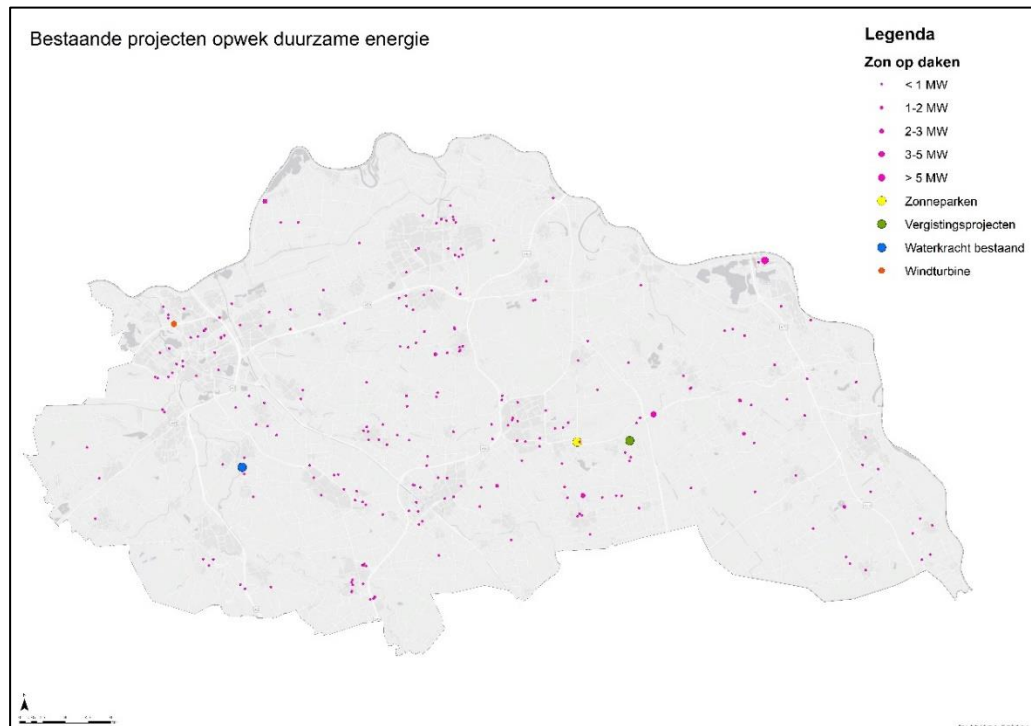 Bestaande projecten opwek duurzame energie
Legenda
Zon op daken
< 1 MW
1-2 MW
2-3 MW
3-5 MW
> 5 MW
Zonneparken
Vergistingsprojecten
Waterkracht bestaand
Windturbine